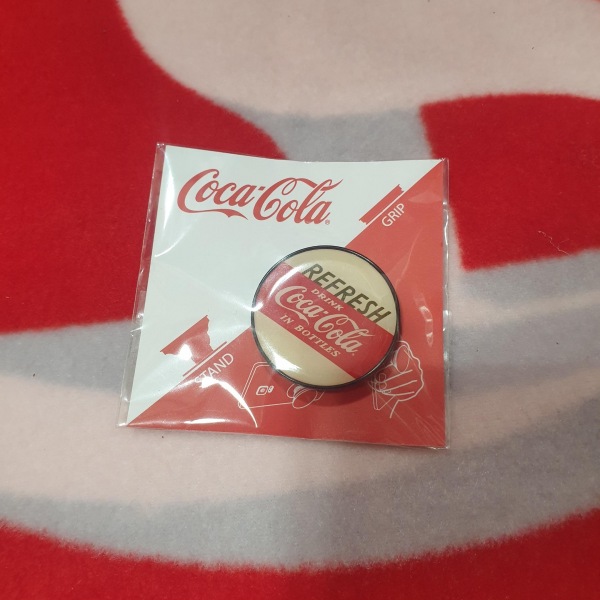 Coca-Cola®
GRIP
REFRESH
DRINK
Coca-Cola
IN BOTTLES
STAND